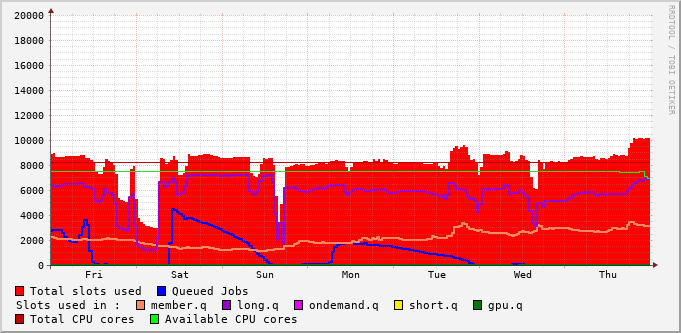 RRDTOOL / TOBI OETIKER
20000
18000
16000
14000
12000
10000
8000
6000
4000
2000
0
Fri Sat Sun Mon Tue Wed Thu
Total slots used Queued Jobs
Slots used in : member.q long.q ondemand.q short.q gpu.q
Total CPU cores Available CPU cores